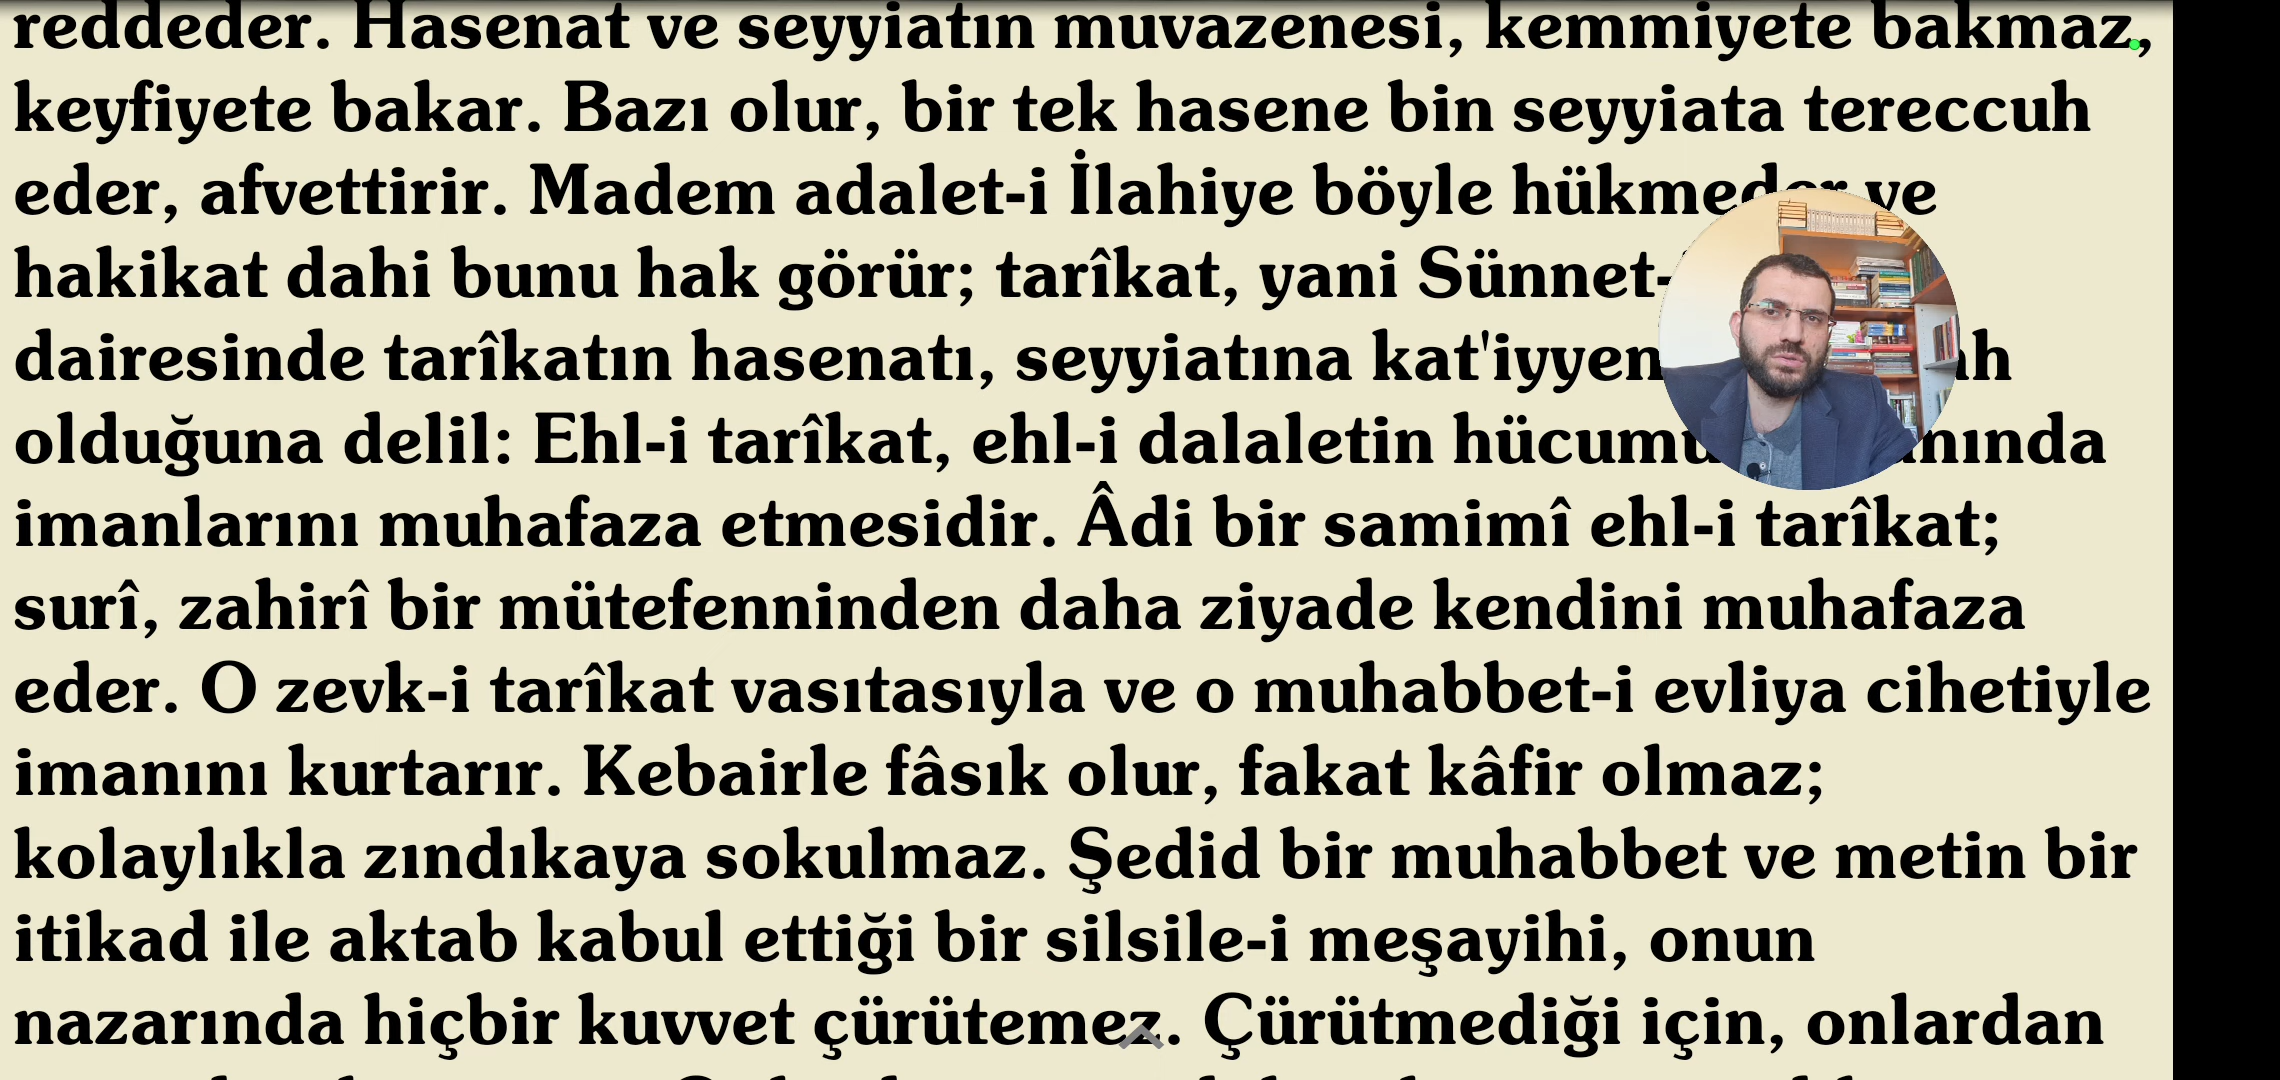 reddeder. Hasenat ve seyyiatın muvazenesi, kemmiyete bakmaz,
keyfiyete bakar. Bazı olur, bir tek hasene bin seyyiata tereccuh
eder, afvettirir. Madem adalet-i İlahiye böyle hükmeder ve
hakikat dahi bunu hak görür; tarîkat, yani Sünnet-
dairesinde tarîkatın hasenatı, seyyiatına kat'iyyen
olduğuna delil: Ehl-i tarîkat, ehl-i dalaletin
imanlarını muhafaza etmesidir. Âdi bir samimî ehl-i tarîkat;
surî, zahirî bir mütefenninden daha ziyade kendini muhafaza
eder. O zevk-i tarîkat vasıtasıyla ve o muhabbet-i evliya cihetiyle
imanını kurtarır. Kebairle fâsık olur, fakat kâfir olmaz;
kolaylıkla zındıkaya sokulmaz. Şedid bir muhabbet ve metin bir
itikad ile aktab kabul ettiği bir silsile-i meşayihi, onun
nazarında hiçbir kuvvet çürütemez. Çürütmediği için, onlardan